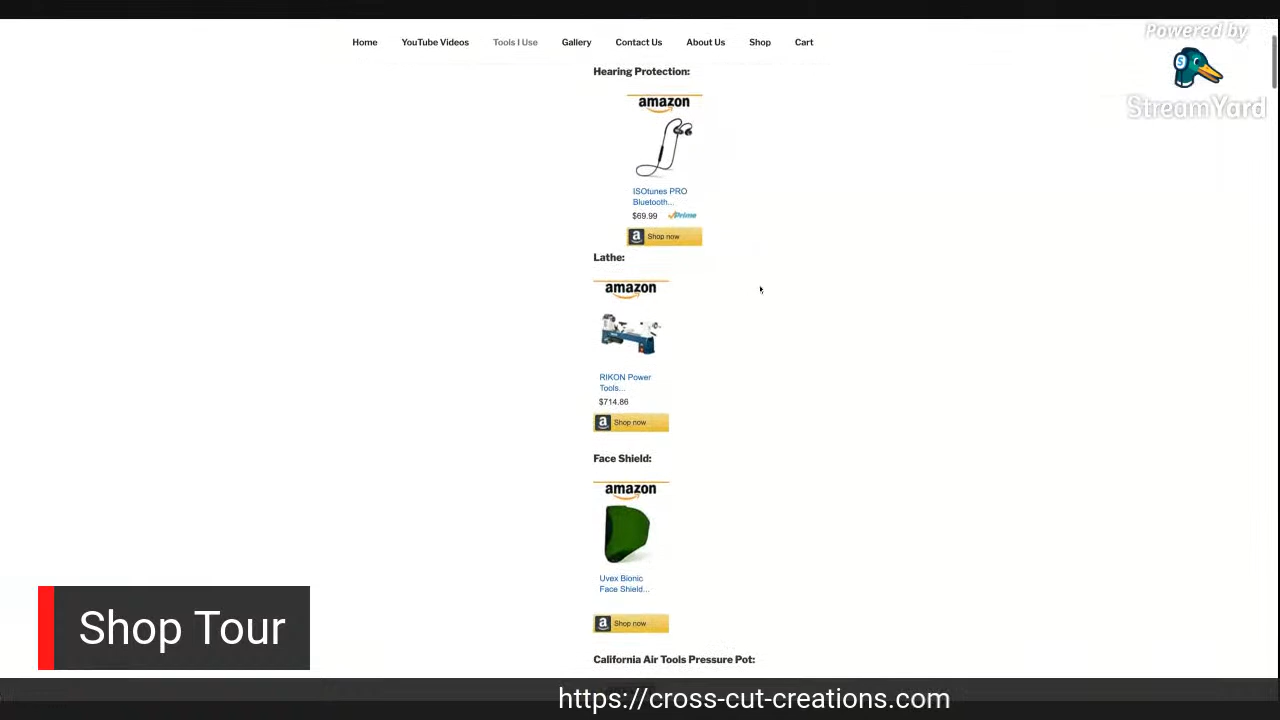 Home YouTube Videos Tools I Use Gallery Contact Us About Us Shop Cart
Powered by
StreamYard
Hearing Protection:
amazon
ISOtunes PRO
Bluetooth...
$69.99 Prime
a Shop now
Lathe:
amazon
RIKON Power
Tools...
$714.86
a Shop now
Face Shield:
amazon
Uvex Bionic
Face Shield...
a Shop now
California Air Tools Pressure Pot:
Shop Tour
https://cross-cut-creations.com